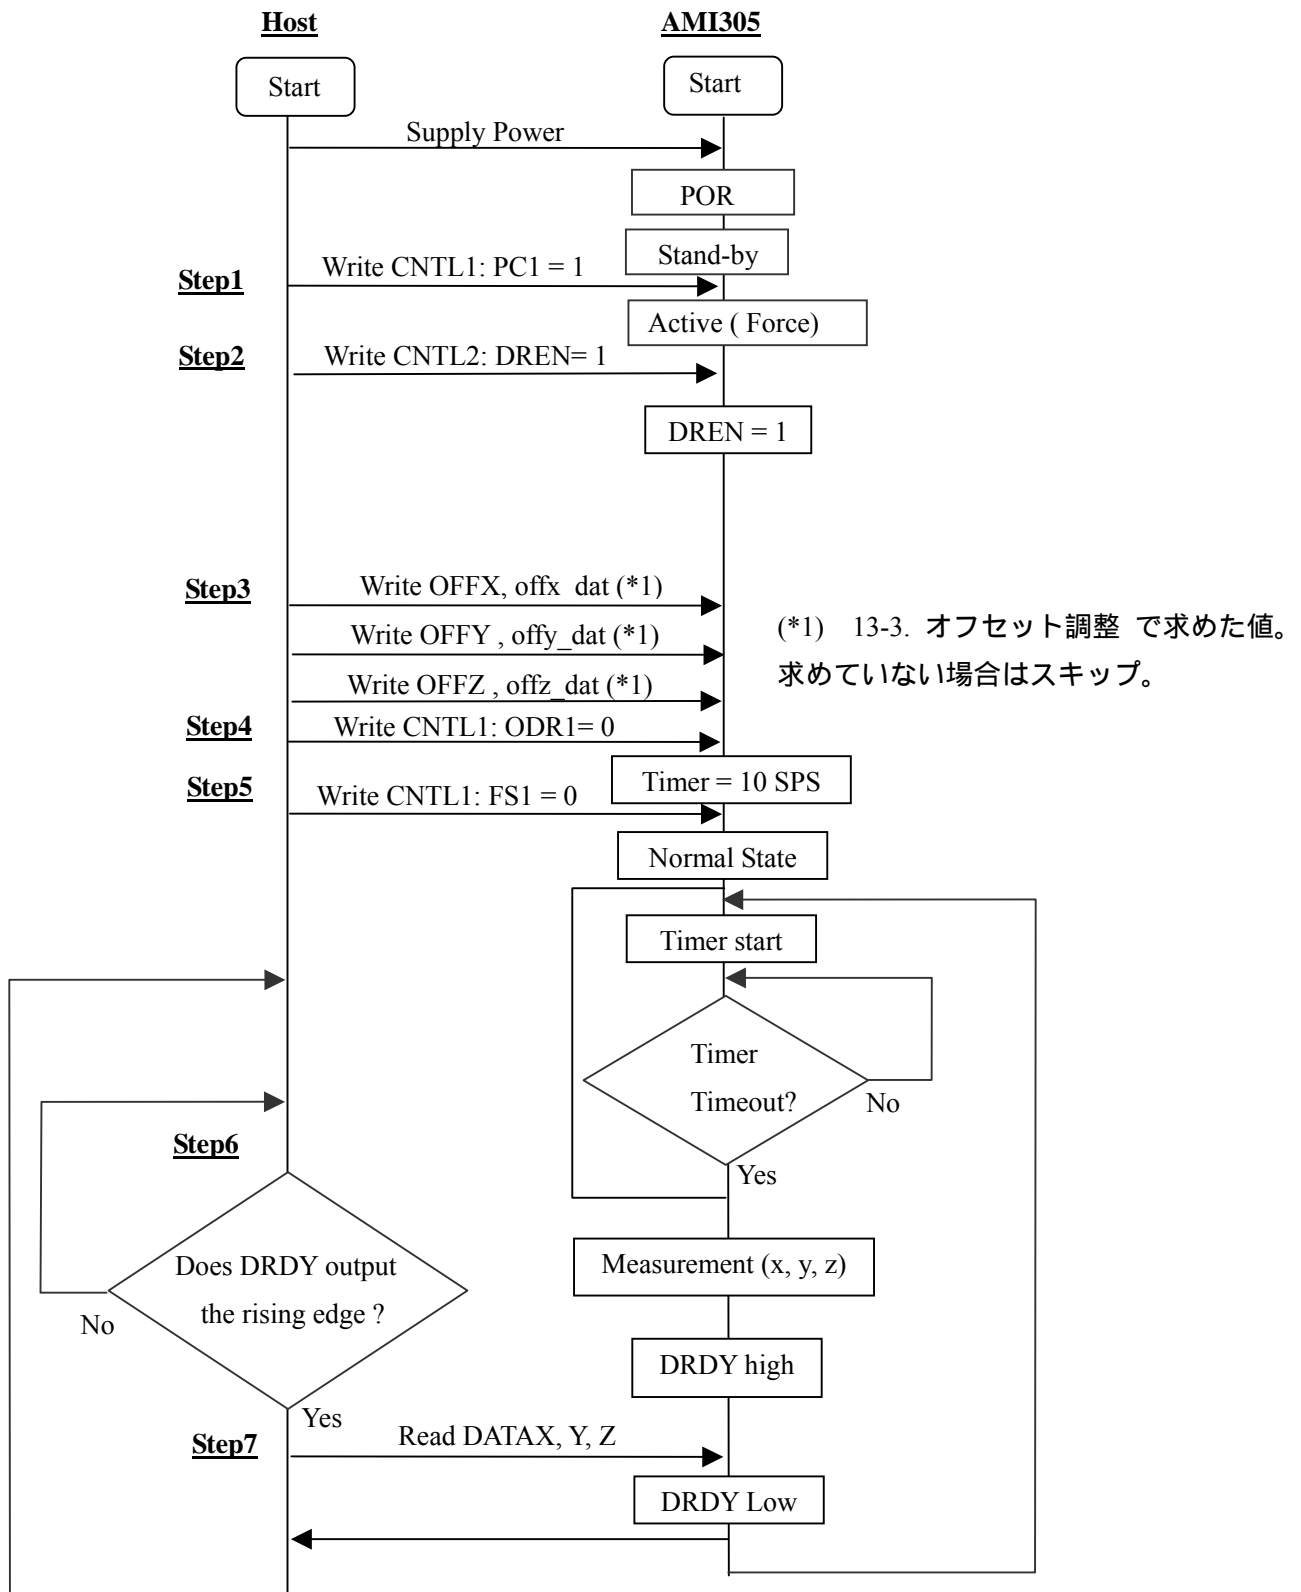 Host
AMI305
Start
Start
Supply Power
POR
Stand-by
Step1
Write CNTL1: PC1 = 1
Active ( Force)
Step2
Write CNTL2: DREN= 1
DREN = 1
Step3
Write OFFX, offx_dat (*1)
(*1) 13-3. オフセット調整 で求めた値。
求めていない場合はスキップ。
Write OFFY , offy_dat (*1)
Write OFFZ , offz_dat (*1)
Step4
Write CNTL1: ODR1= 0
Timer = 10 SPS
Step5
Write CNTL1: FS1 = 0
Normal State
Timer start
Timer
Timeout?
No
Yes
Step6
Does DRDY output
the rising edge ?
No
Yes
Measurement (x, y, z)
DRDY high
Step7
Read DATAX, Y, Z
DRDY Low